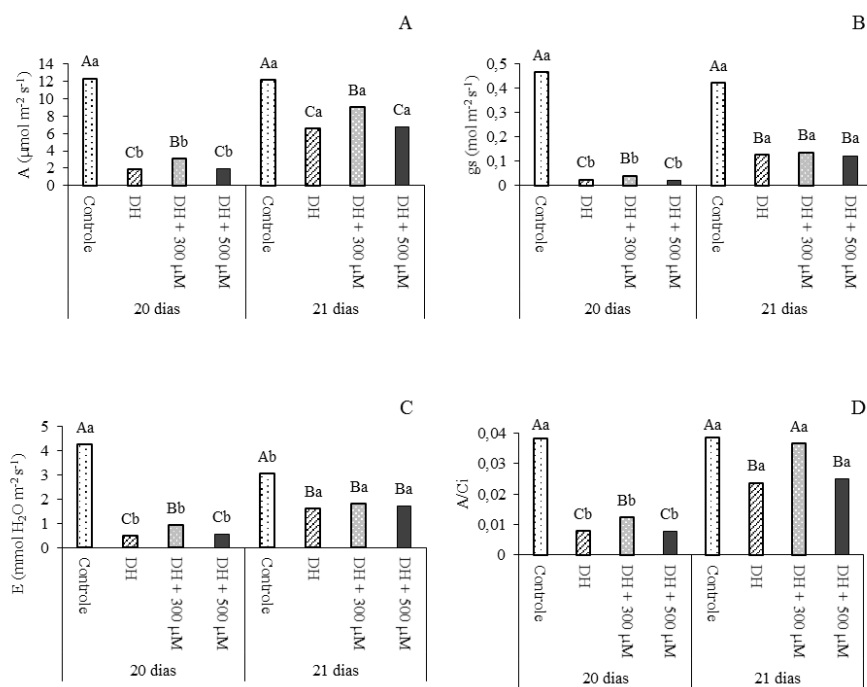 A
A (µmol m-2 s-1)
14
12
10
8
6
4
2
0
Aa
Cb
Bb
Cb
Aa
Ca
Ba
Ca
Controle
DH
DH + 300 µM
DH + 500 µM
Controle
DH
DH + 300 µM
DH + 500 µM
20 dias
21 dias
B
gs (mol m-2 s-1)
0,5
0,4
0,3
0,2
0,1
0
Aa
Cb
Bb
Cb
Aa
Ba
Ba
Ba
Controle
DH
DH + 300 µM
DH + 500 µM
Controle
DH
DH + 300 µM
DH + 500 µM
20 dias
21 dias
C
E (mmol H2O m-2 s-1)
5
4
3
2
1
0
Aa
Cb
Bb
Cb
Ab
Ba
Ba
Ba
Controle
DH
DH + 300 µM
DH + 500 µM
Controle
DH
DH + 300 µM
DH + 500 µM
20 dias
21 dias
D
A/Ci
0,04
0,03
0,02
0,01
0
Aa
Cb
Bb
Cb
Aa
Ba
Aa
Ba
Controle
DH
DH + 300 µM
DH + 500 µM
Controle
DH
DH + 300 µM
DH + 500 µM
20 dias
21 dias